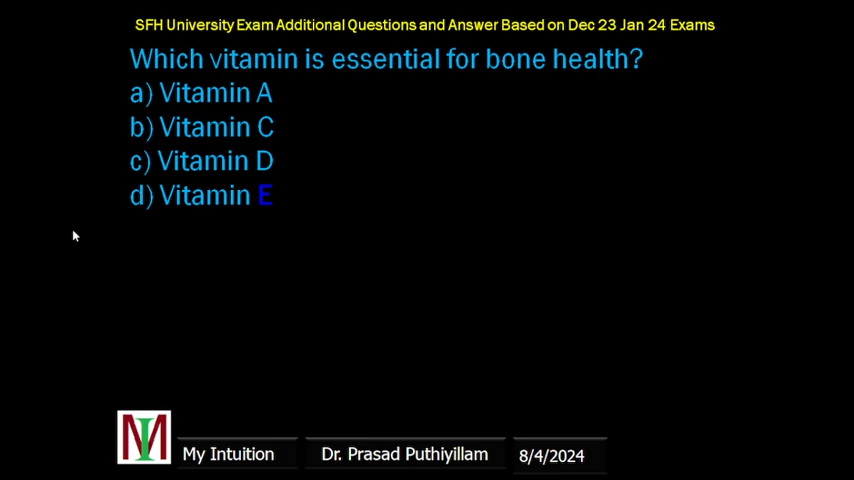 SFH University Exam Additional Questions and Answer Based on Dec 23 Jan 24 Exams
Which vitamin is essential for bone health?
a) Vitamin A
b) Vitamin C
c) Vitamin D
d) Vitamin E
MI
My Intuition
Dr. Prasad Puthiyillam
8/4/2024